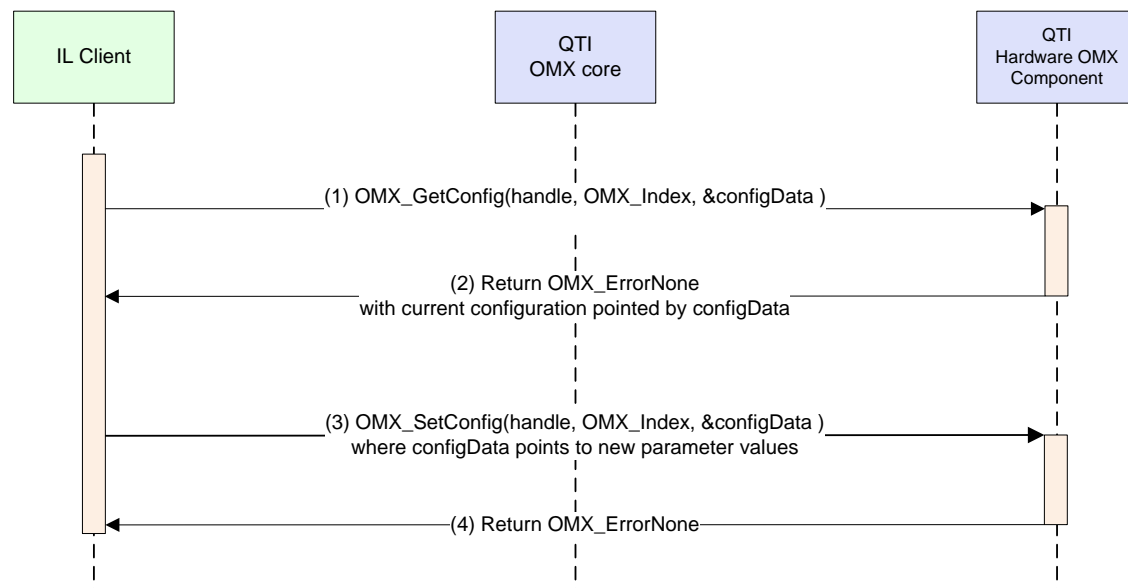 IL Client
QTI
OMX core
QTI
Hardware OMX
Component
(1) OMX_GetConfig(handle, OMX_Index, &configData )
(2) Return OMX_ErrorNone
with current configuration pointed by configData
(3) OMX_SetConfig(handle, OMX_Index, &configData )
where configData points to new parameter values
(4) Return OMX_ErrorNone